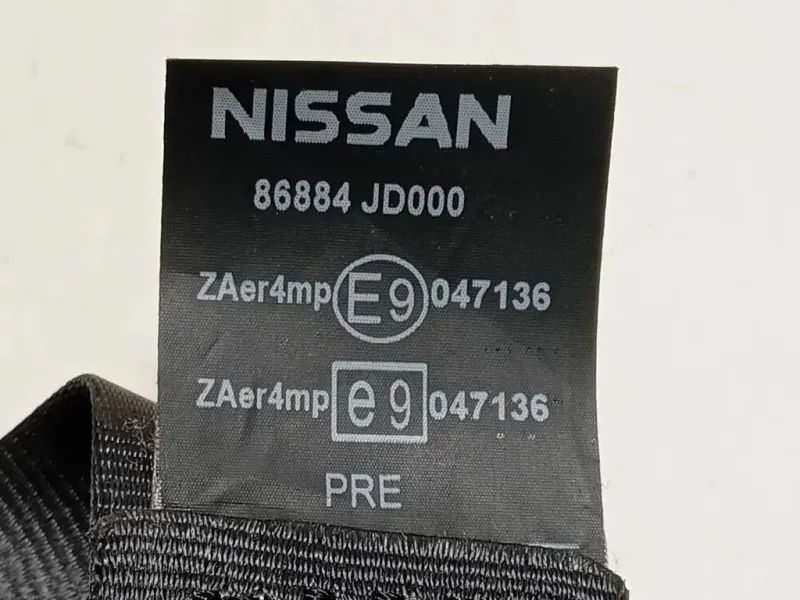 NISSAN
86884 JD000
ZAer4mp E9 047136
ZAer4mp e9 047136
PRE